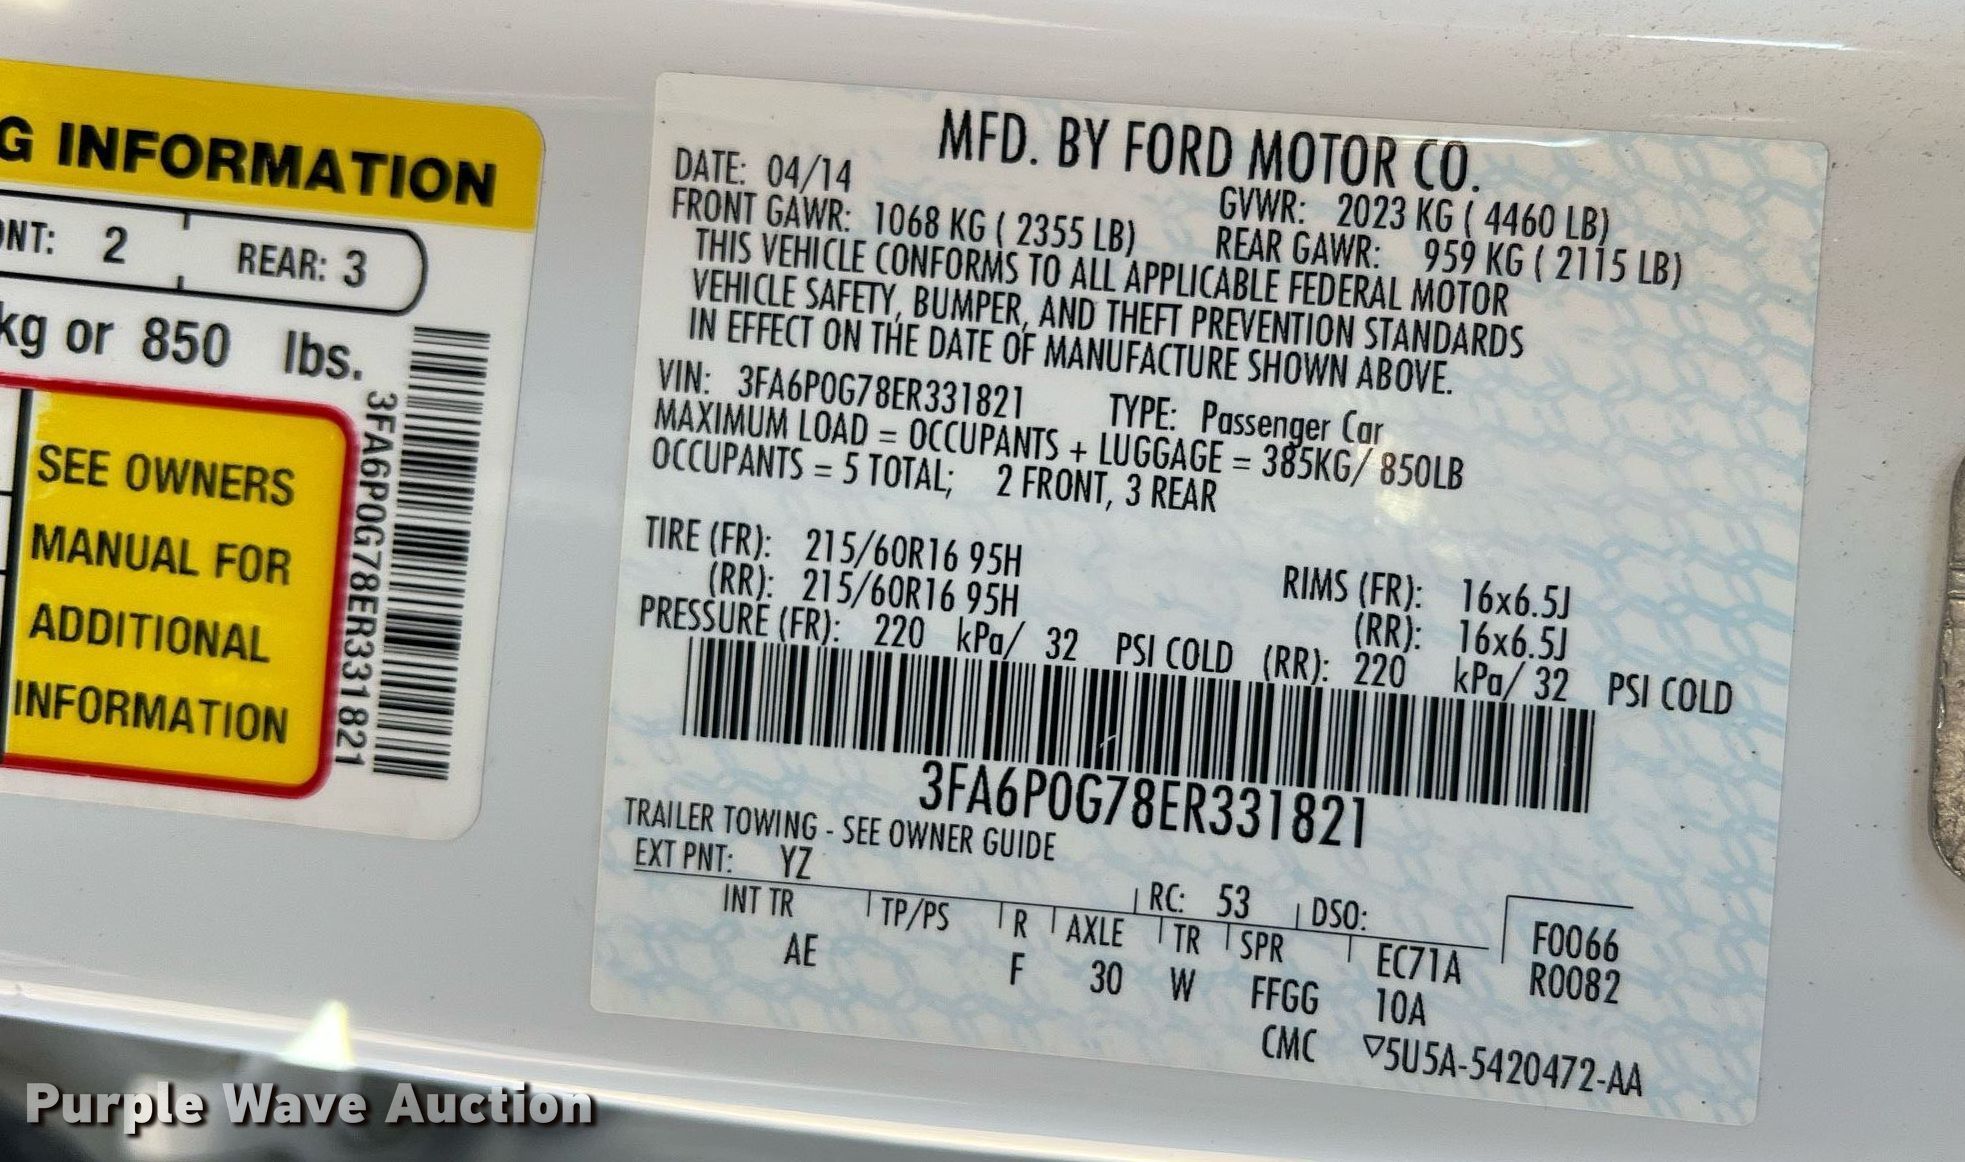 G INFORMATION
NT: 2 REAR: 3
kg or 850 lbs.
SEE OWNERS
MANUAL FOR
ADDITIONAL
INFORMATION
3FA6P0G78ER331821
MFD. BY FORD MOTOR CO.
DATE: 04/14 GVWR: 2023 KG ( 4460 LB)
FRONT GAWR: 1068 KG ( 2355 LB) REAR GAWR: 959 KG ( 2115 LB)
THIS VEHICLE CONFORMS TO ALL APPLICABLE FEDERAL MOTOR
VEHICLE SAFETY, BUMPER, AND THEFT PREVENTION STANDARDS
IN EFFECT ON THE DATE OF MANUFACTURE SHOWN ABOVE.
VIN: 3FA6P0G78ER331821 TYPE: Passenger Car
MAXIMUM LOAD = OCCUPANTS + LUGGAGE = 385KG/ 850LB
OCCUPANTS = 5 TOTAL; 2 FRONT, 3 REAR
TIRE (FR): 215/60R16 95H RIMS (FR): 16x6.5J
(RR): 215/60R16 95H (RR): 16x6.5J
PRESSURE (FR): 220 kPa/ 32 PSI COLD (RR): 220 kPa/ 32 PSI COLD
3FA6P0G78ER331821
TRAILER TOWING - SEE OWNER GUIDE
EXT PNT: YZ RC: 53 DSO:
INT TR TP/PS R AXLE TR SPR EC71A F0066
AE F 30 W FFGG 10A R0082
CMC ▽5U5A-5420472-AA
Purple Wave Auction